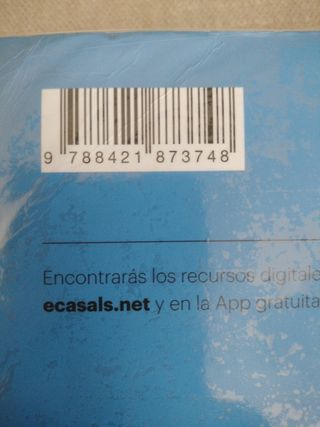 9 788421 873748
Encontrarás los recursos digitale
ecasals.net y en la App gratuita